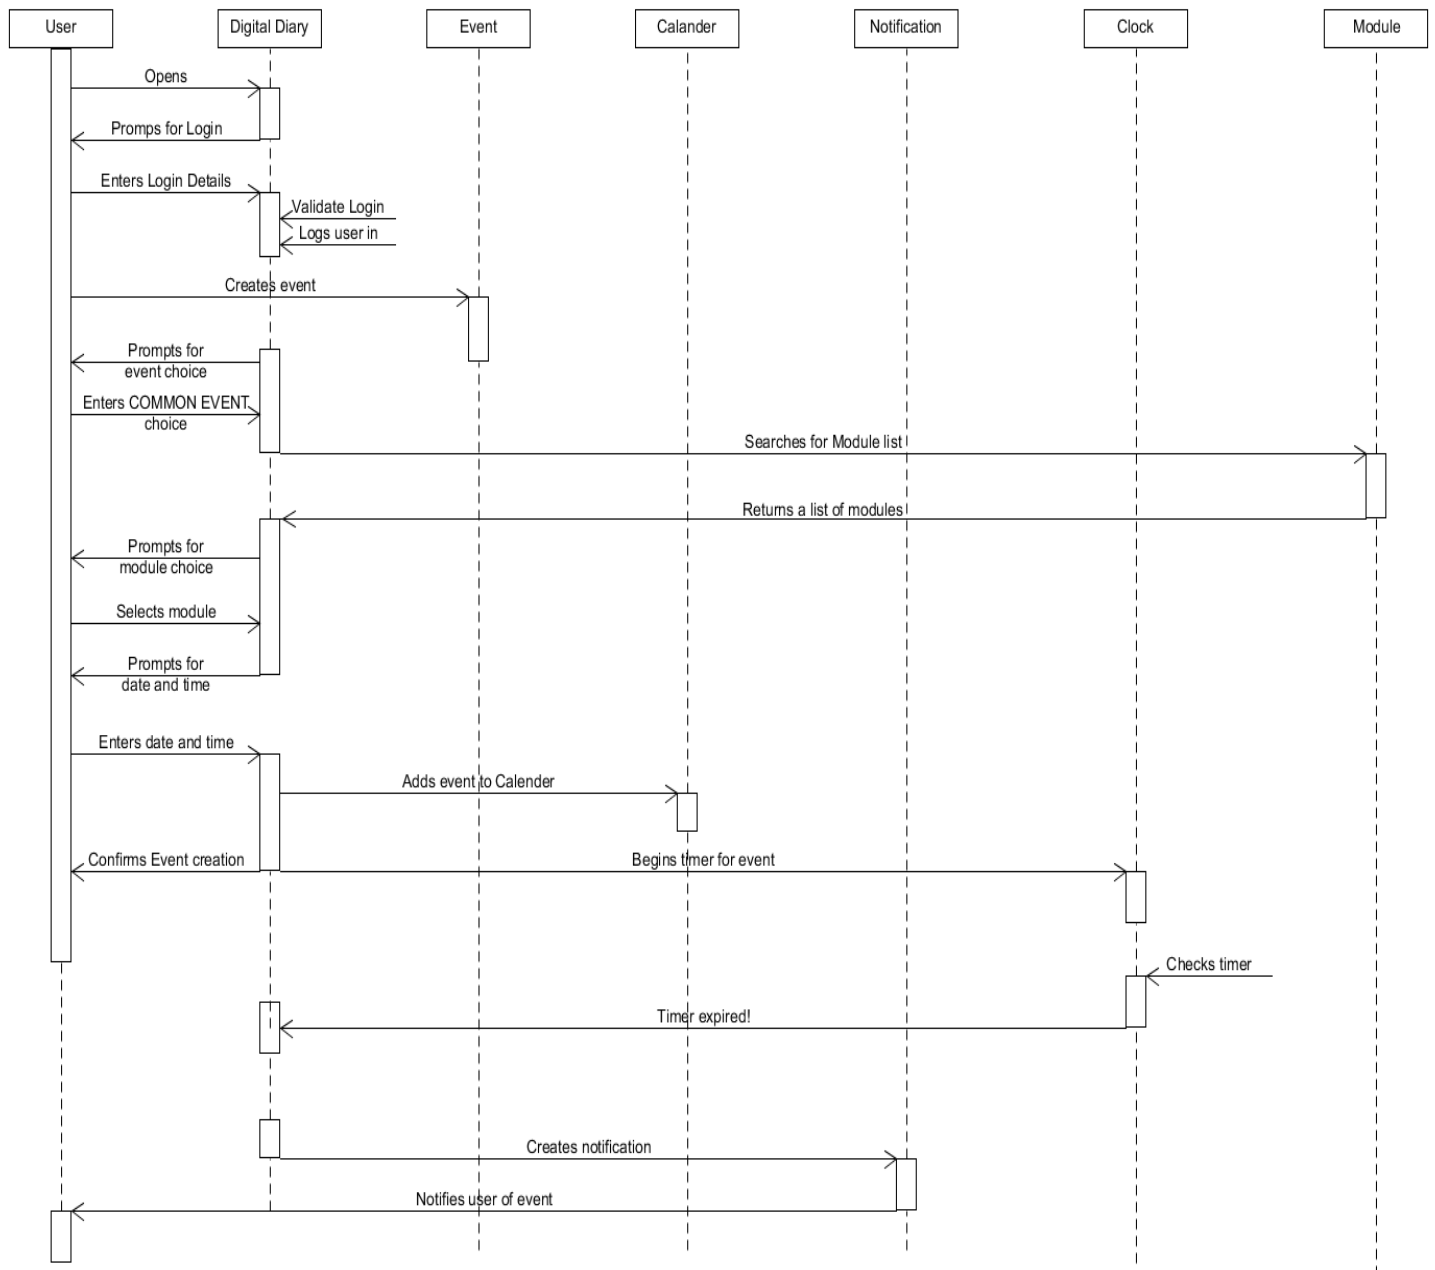 User
Digital Diary
Event
Calander
Notification
Clock
Module
Opens
Promps for Login
Enters Login Details
Validate Login
Logs user in
Creates event
Prompts for
event choice
Enters COMMON EVENT
choice
Searches for Module list
Returns a list of modules
Prompts for
module choice
Selects module
Prompts for
date and time
Enters date and time
Adds event to Calender
Confirms Event creation
Begins timer for event
Checks timer
Timer expired!
Creates notification
Notifies user of event